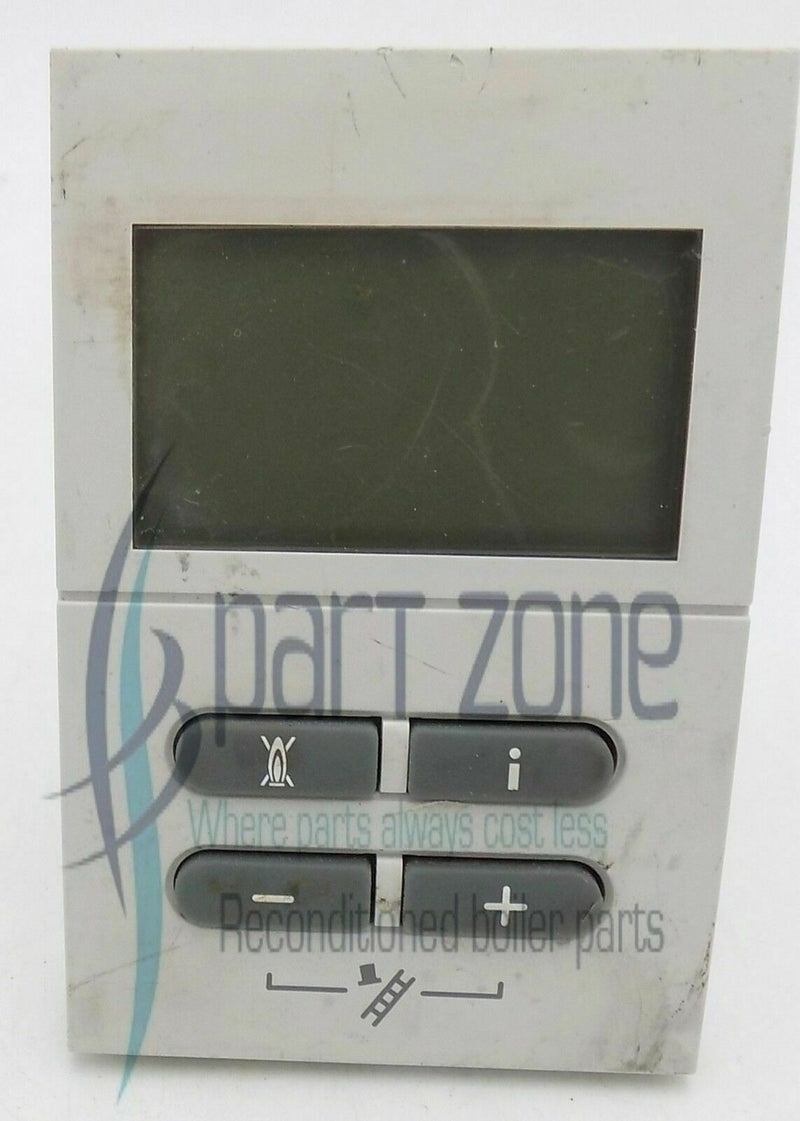 parT zone
i
Where parts always cost less
- +
Reconditioned boiler parts